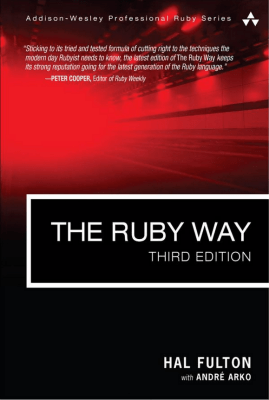 Addison-Wesley Professional Ruby Series
"Sticking to its tried and tested formula of cutting right to the techniques the
modern day Rubyist needs to know, the latest edition of The Ruby Way keeps
its strong reputation going for the latest generation of the Ruby language."
—PETER COOPER, Editor of Ruby Weekly
THE RUBY WAY
THIRD EDITION
HAL FULTON
with ANDRÉ ARKO